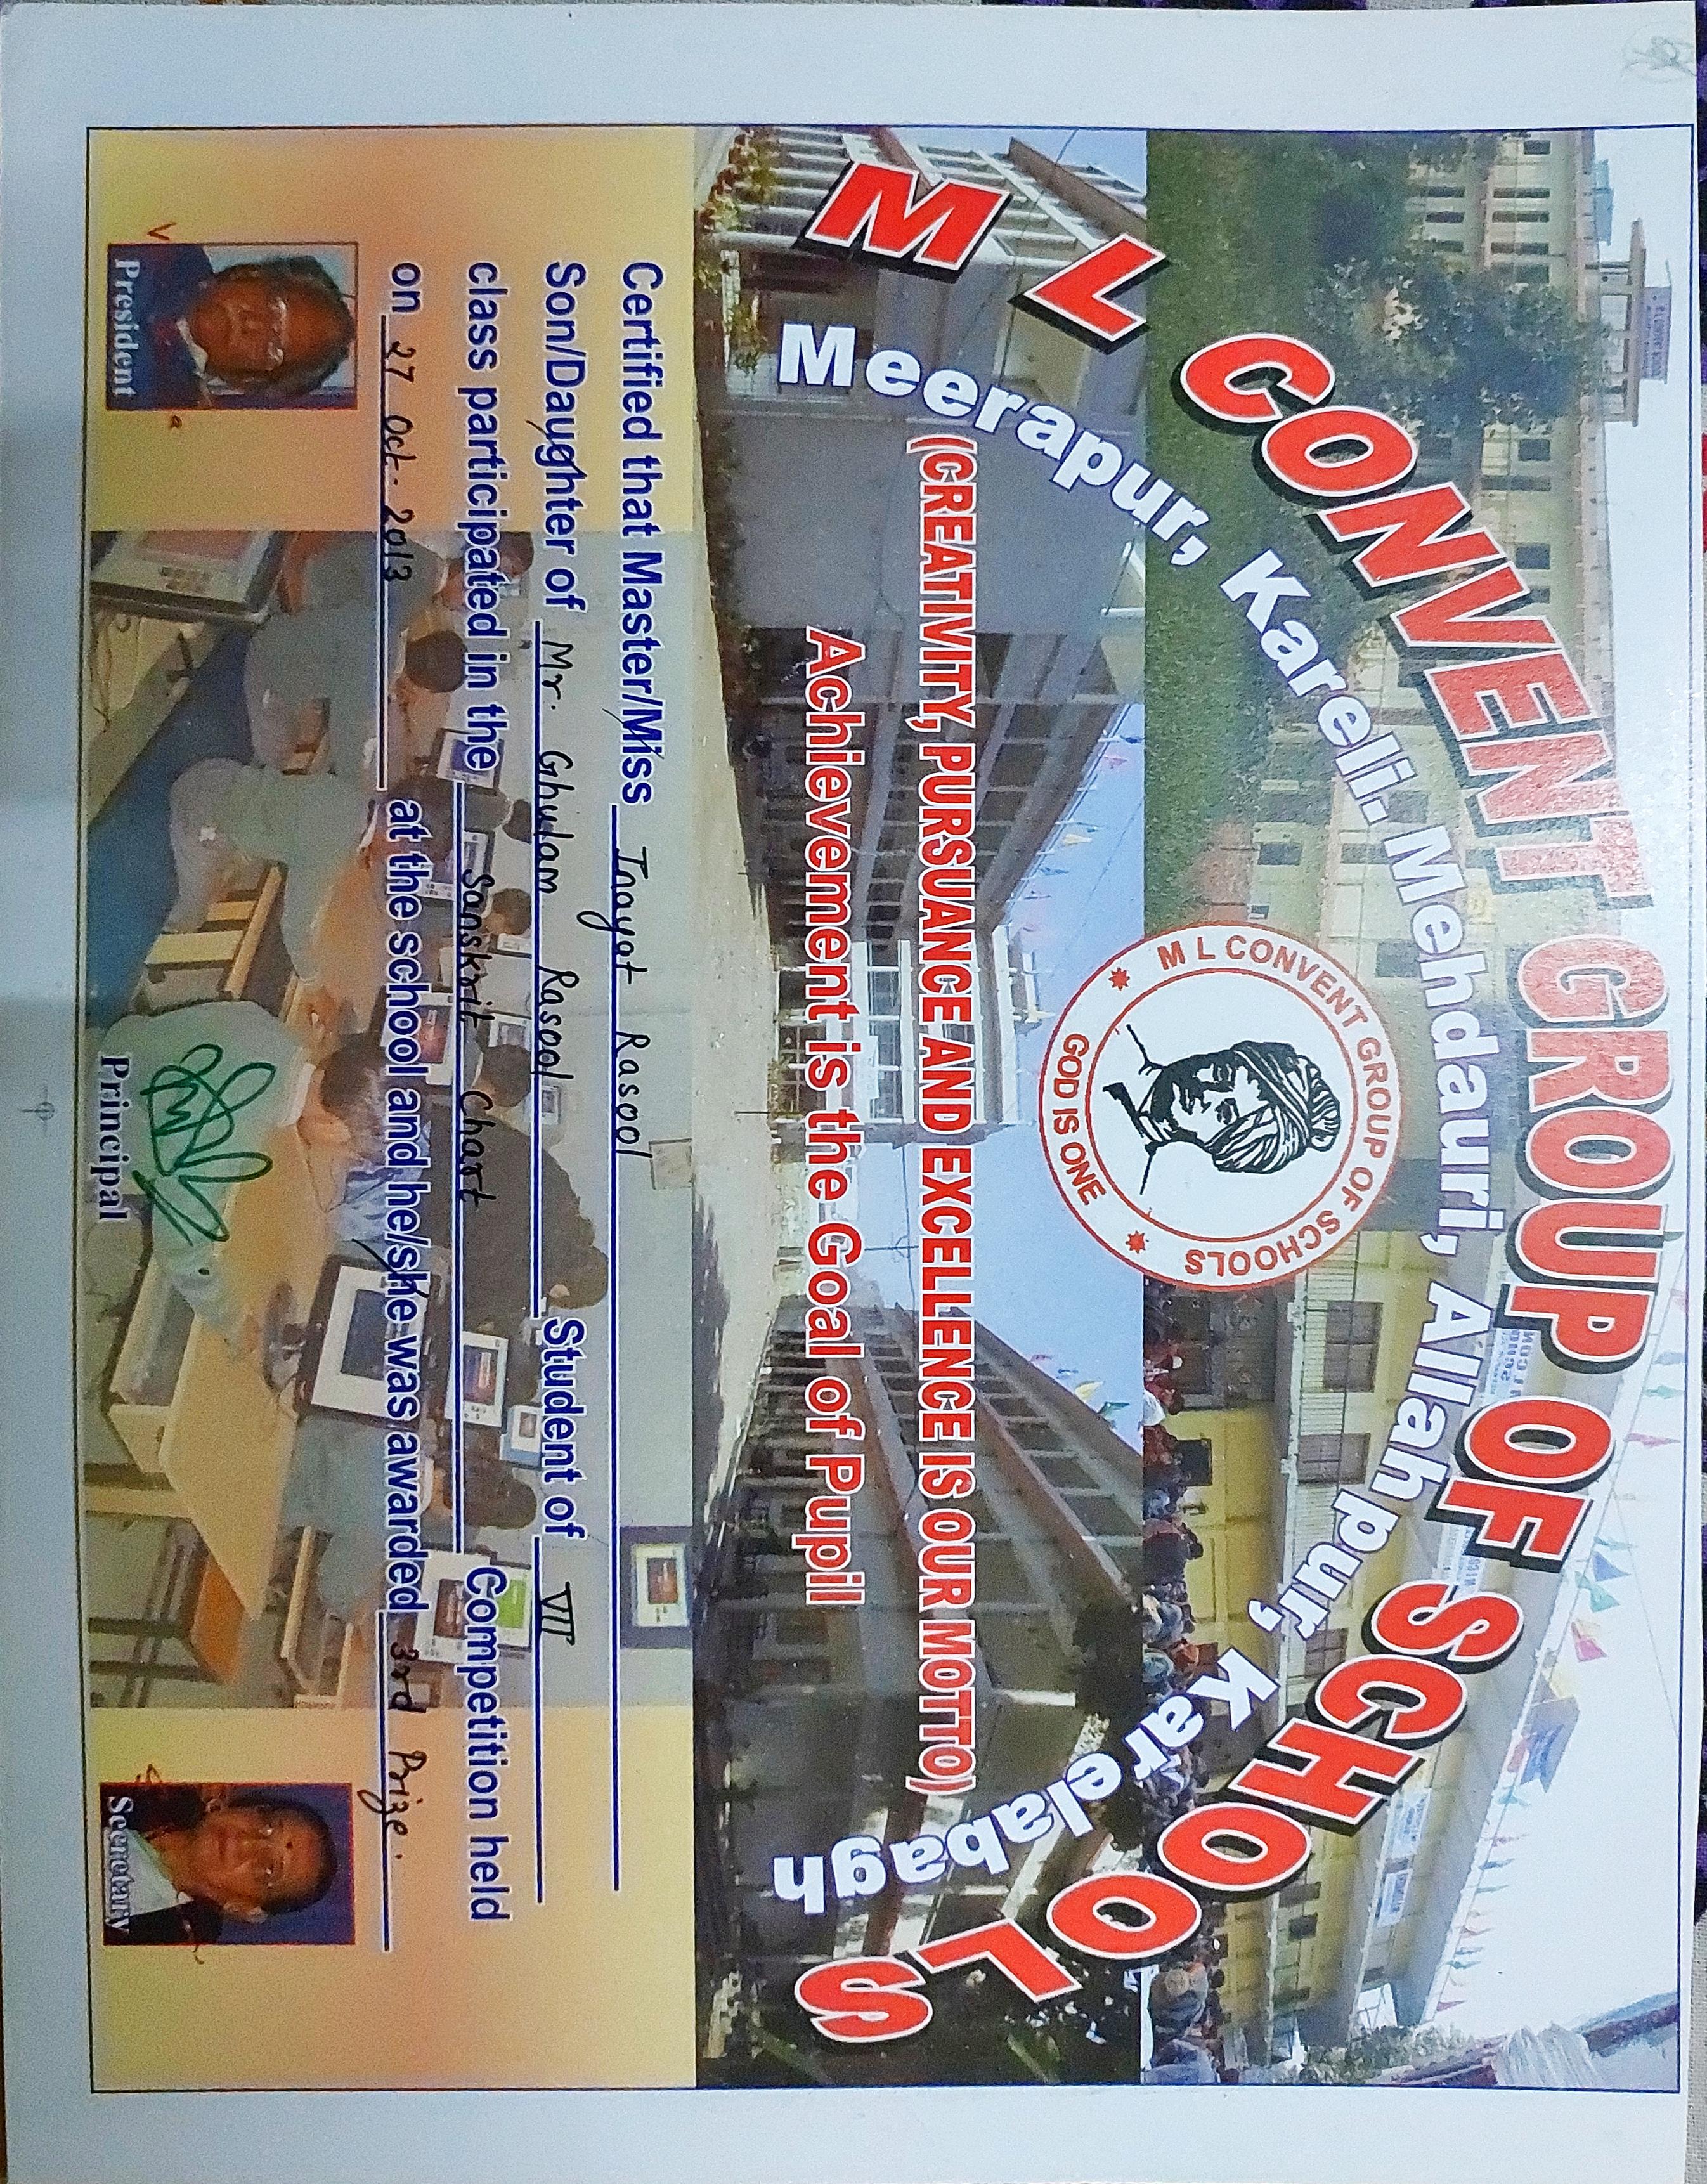 M L CONVENT SCHOOL
M L CONVENT GROUP OF SCHOOLS
Meerapur, Kareli. Mehdauri, Allahpur, Karelabagh
M L CONVENT GROUP OF SCHOOLS
GOD IS ONE
(CREATIVITY, PURSUANCE AND EXCELLENCE IS OUR MOTTO)
Achievement is the Goal of Pupil
Certified that Master/Miss Inayat Rasool
Son/Daughter of Mr. Ghulam Rasool Student of VII
class participated in the Sanskrit Chart Competition held
on 27 Oct. 2013 at the school and he/she was awarded 3rd Prize.
President
Principal
Secretary